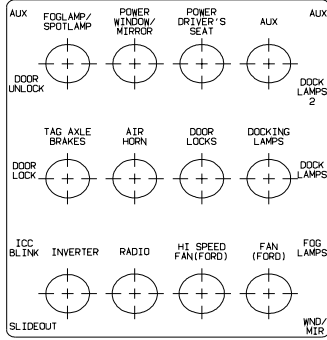 AUX
FOGLAMP/
SPOTLAMP
POWER
WINDOW/
MIRROR
POWER
DRIVER'S
SEAT
AUX
AUX
DOOR
UNLOCK
DOCK
LAMPS
2
TAG AXLE
BRAKES
AIR
HORN
DOOR
LOCKS
DOCKING
LAMPS
DOOR
LOCK
DOCK
LAMPS
ICC
BLINK
INVERTER
RADIO
HI SPEED
FAN(FORD)
FAN
(FORD)
FOG
LAMPS
SLIDEOUT
WND/
MIR